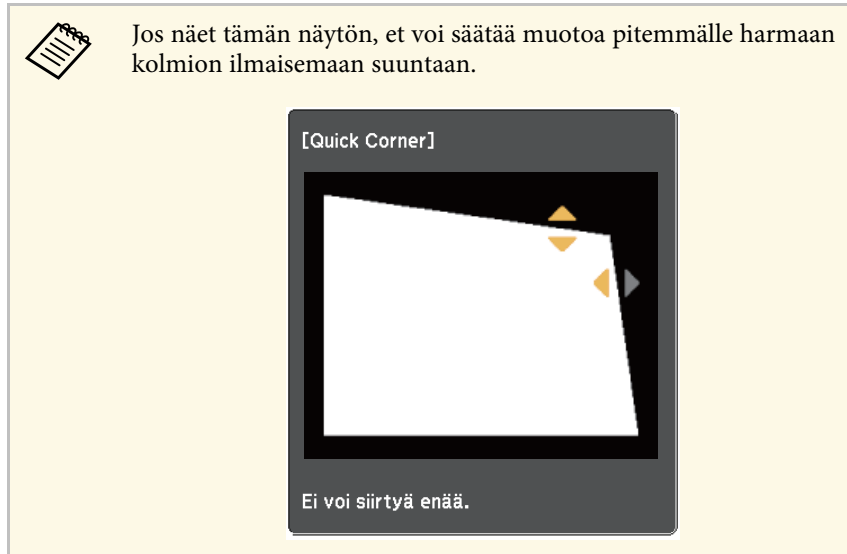 Jos näet tämän näytön, et voi säätää muotoa pitemmälle harmaan
kolmion ilmaisemaan suuntaan.
[Quick Corner]
Ei voi siirtyä enää.